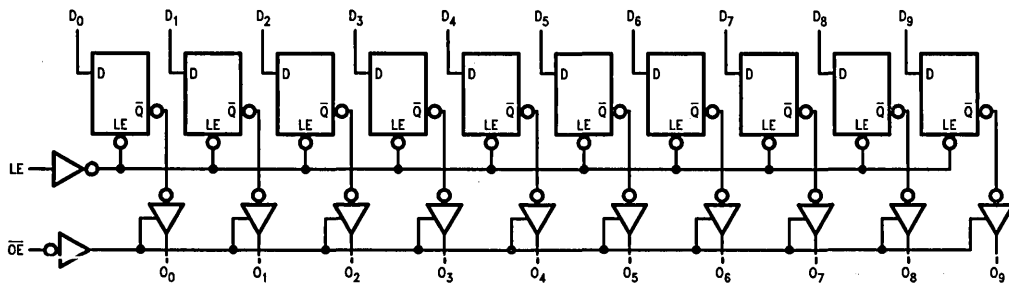 D0 D1 D2 D3 D4 D5 D6 D7 D8 D9
D D D D D D D D D D
Q̅ Q̅ Q̅ Q̅ Q̅ Q̅ Q̅ Q̅ Q̅ Q̅
LE LE LE LE LE LE LE LE LE LE
LE
O̅E̅
O0 O1 O2 O3 O4 O5 O6 O7 O8 O9